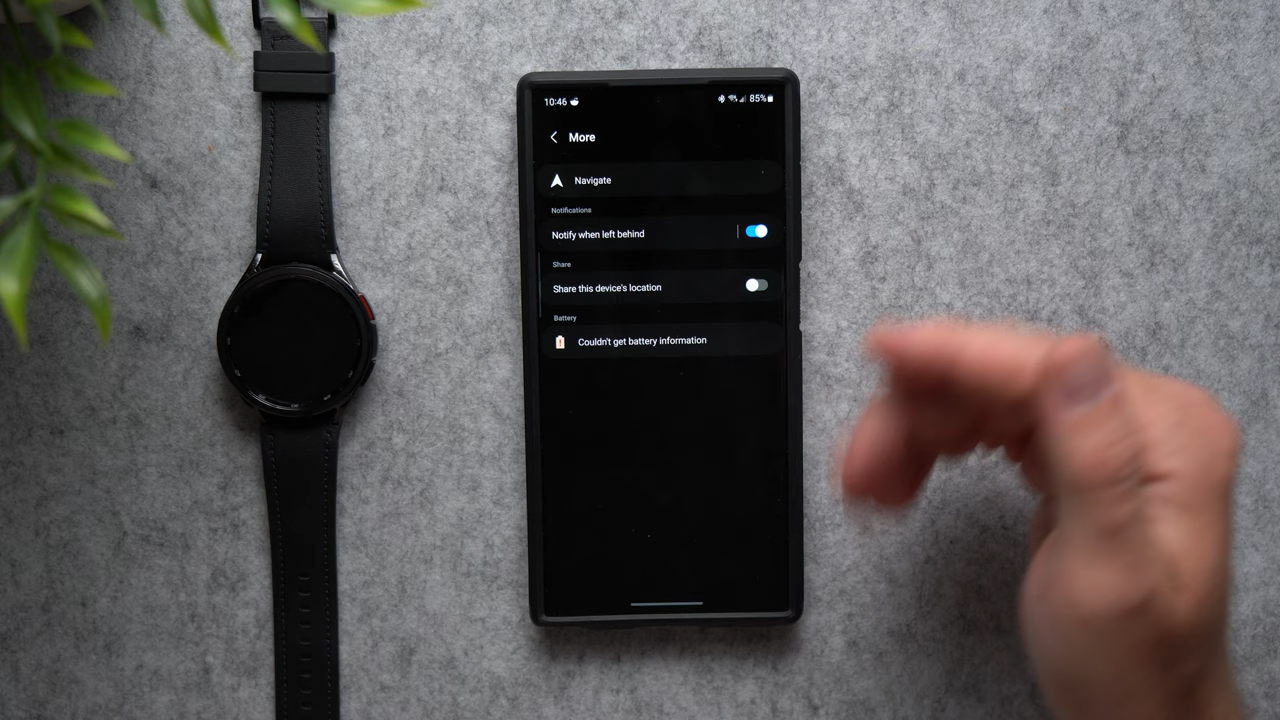 10:46 85%
More
Navigate
Notifications
Notify when left behind
Share
Share this device's location
Battery
Couldn't get battery information